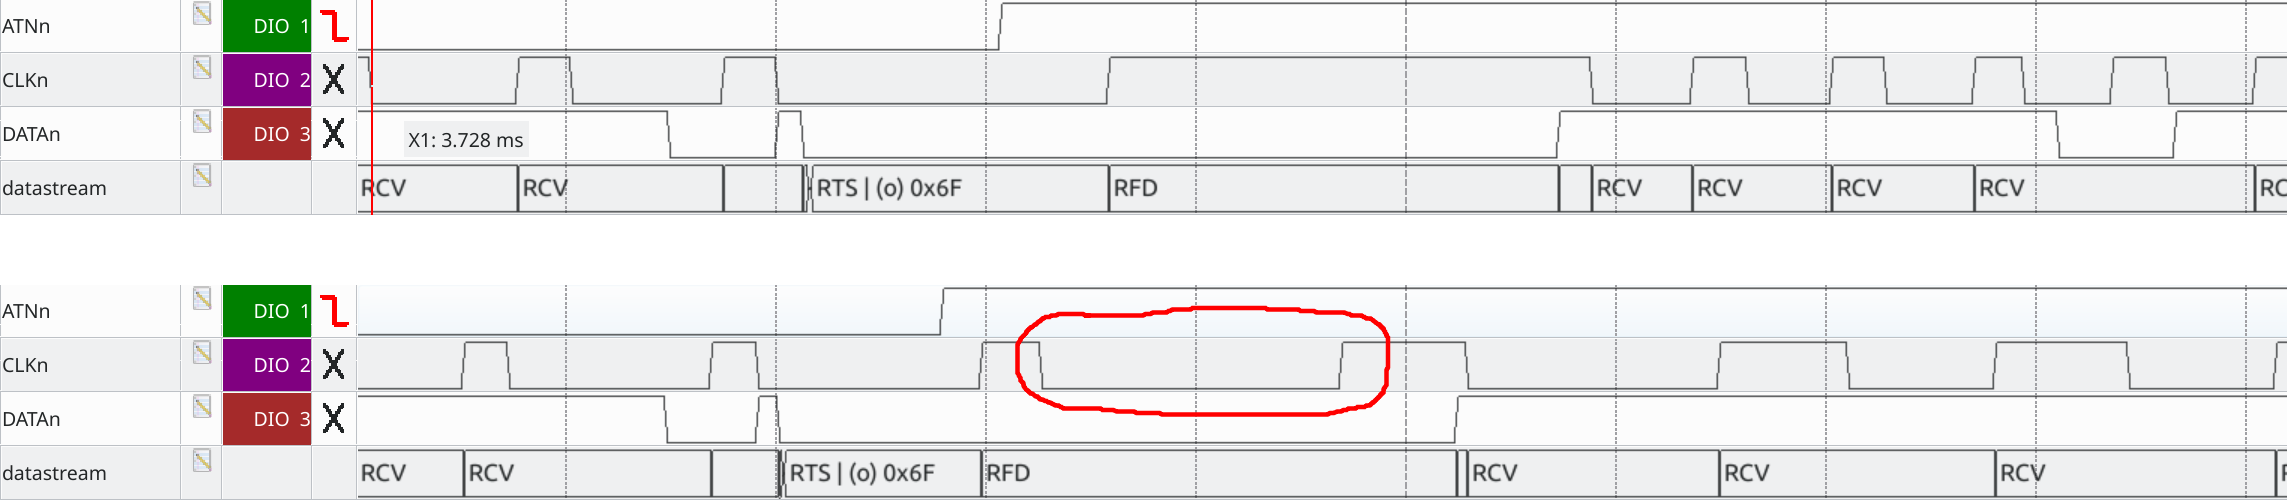 ATNn DIO 1
CLKn DIO 2 X
DATAn DIO 3 X
X1: 3.728 ms
datastream RCV RCV RTS | (o) 0x6F RFD RCV RCV RCV RCV RC
ATNn DIO 1
CLKn DIO 2 X
DATAn DIO 3 X
datastream RCV RCV RTS | (o) 0x6F RFD RCV RCV RCV